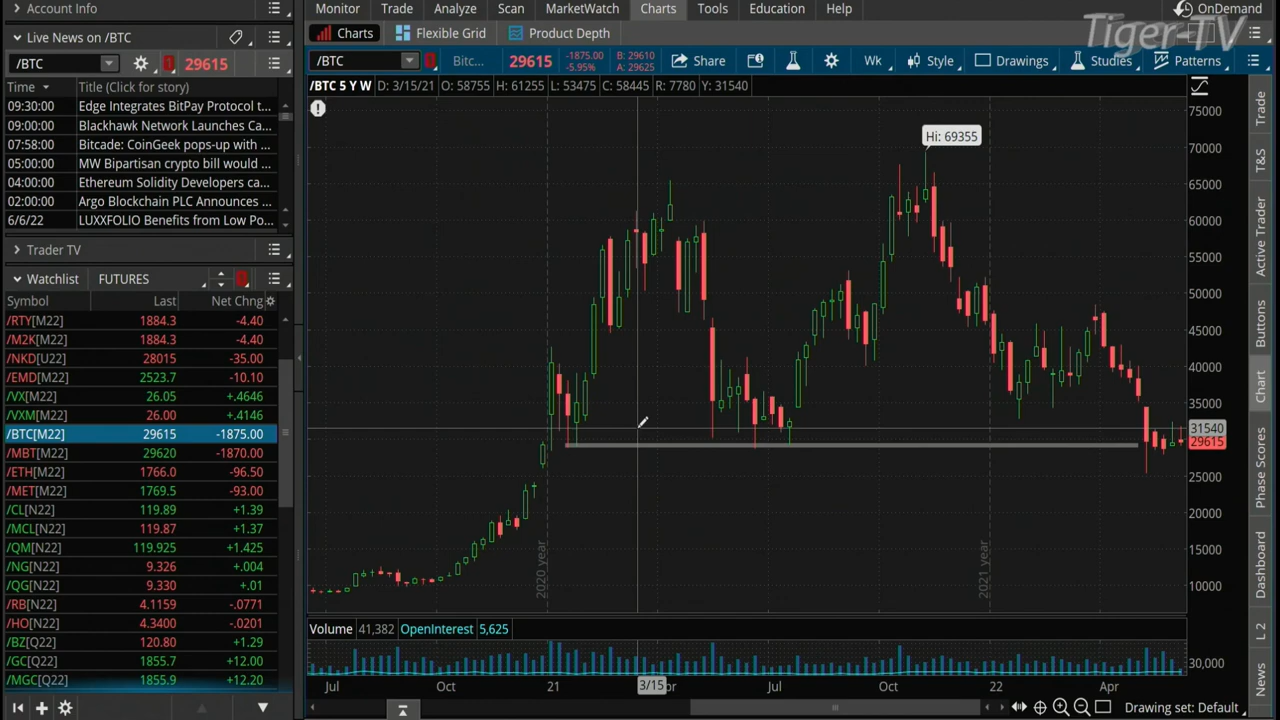 Account Info
Monitor Trade Analyze Scan MarketWatch Charts Tools Education Help OnDemand
Tiger-TV
Live News on /BTC
Charts Flexible Grid Product Depth
/BTC 29615
/BTC Bitc... 29615 -1875.00 -5.95% B: 29610 A: 29625 Share Wk Style Drawings Studies Patterns
Time Title (Click for story)
/BTC 5 Y W D: 3/15/21 O: 58755 H: 61255 L: 53475 C: 58445 R: 7780 Y: 31540
09:30:00 Edge Integrates BitPay Protocol t...
09:00:00 Blackhawk Network Launches Ca...
07:58:00 Bitcade: CoinGeek pops-up with ...
05:00:00 MW Bipartisan crypto bill would ...
04:00:00 Ethereum Solidity Developers ca...
02:00:00 Argo Blockchain PLC Announces ...
6/6/22 LUXXFOLIO Benefits from Low Po...
Trader TV
Watchlist FUTURES
Symbol Last Net Chng
/RTY[M22] 1884.3 -4.40
/M2K[M22] 1884.3 -4.40
/NKD[U22] 28015 -35.00
/EMD[M22] 2523.7 -10.10
/VX[M22] 26.05 +.4646
/VXM[M22] 26.00 +.4146
/BTC[M22] 29615 -1875.00
/MBT[M22] 29620 -1870.00
/ETH[M22] 1766.0 -96.50
/MET[M22] 1769.5 -93.00
/CL[N22] 119.89 +1.39
/MCL[N22] 119.87 +1.37
/QM[N22] 119.925 +1.425
/NG[N22] 9.326 +.004
/QG[N22] 9.330 +.01
/RB[N22] 4.1159 -.0771
/HO[N22] 4.3400 -.0201
/BZ[Q22] 120.80 +1.29
/GC[Q22] 1855.7 +12.00
/MGC[Q22] 1855.9 +12.20
Hi: 69355
75000
70000
65000
60000
55000
50000
45000
40000
35000
31540
29615
25000
20000
15000
10000
2020 year
2021 year
Volume 41,382 OpenInterest 5,625
30,000
Jul Oct 21 3/15 pr Jul Oct 22 Apr
Drawing set: Default
Trade
T&S
Active Trader
Buttons
Chart
Phase Scores
Dashboard
L 2
News